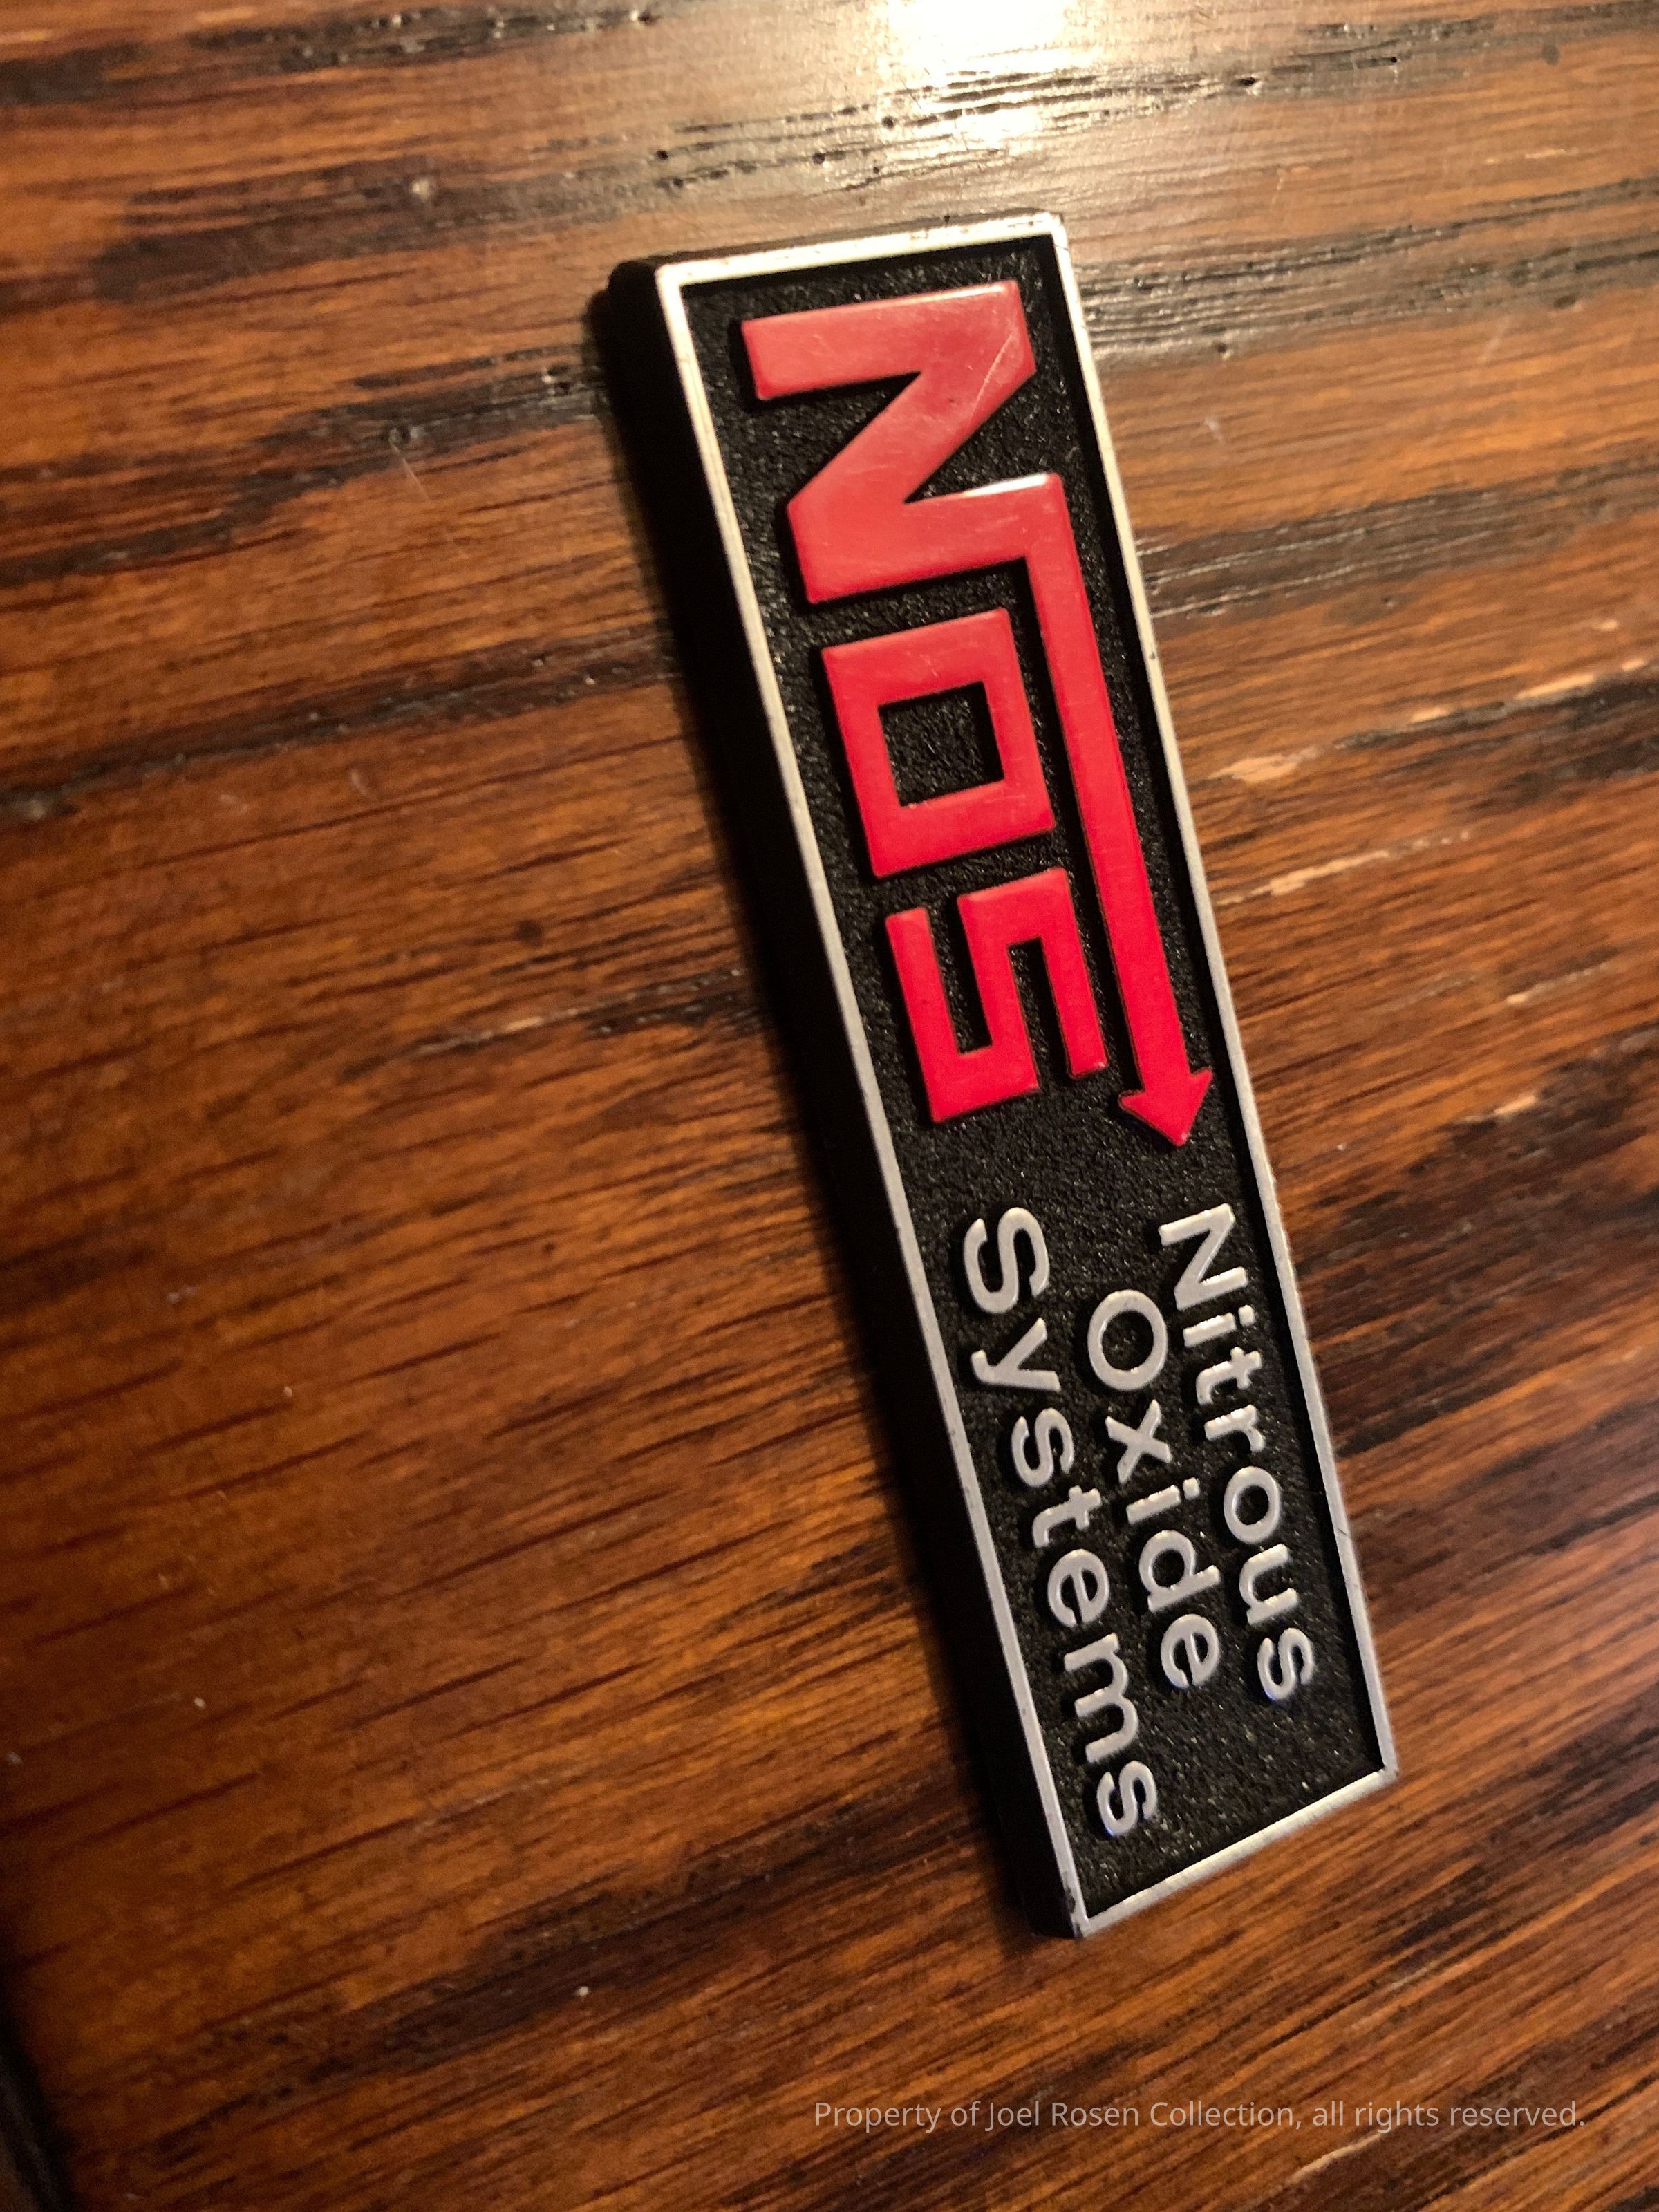 NOS
Nitrous
Oxide
Systems
Property of Joel Rosen Collection, all rights reserved.